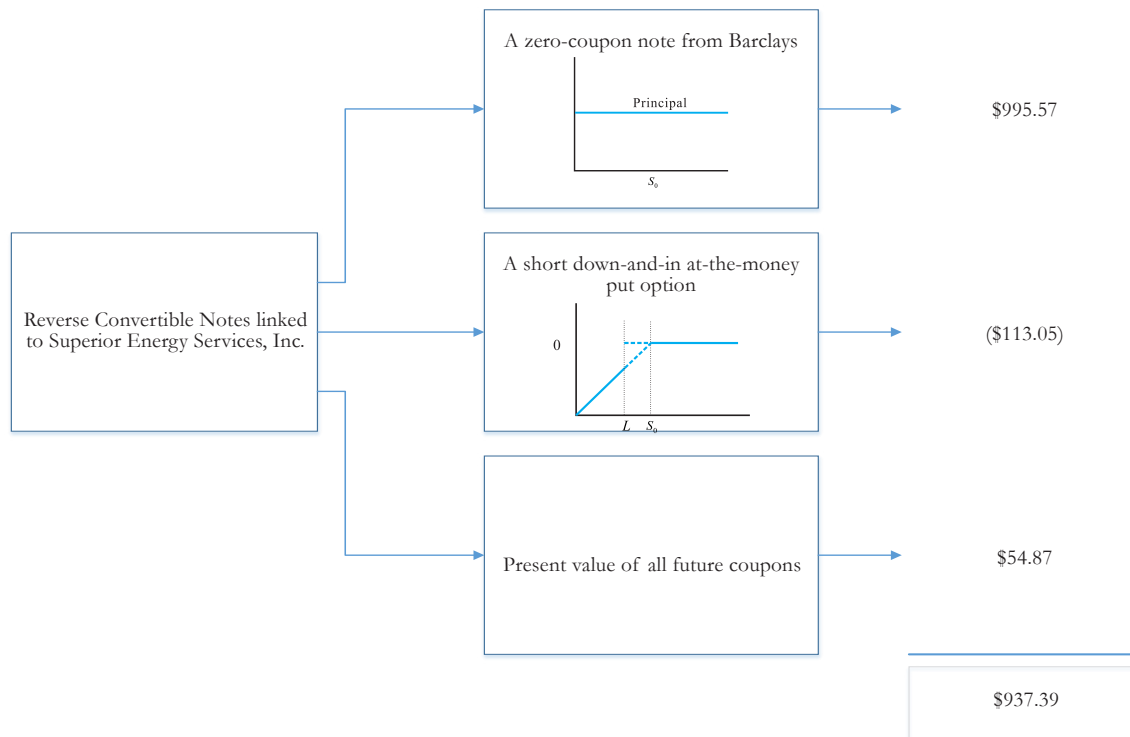 A zero-coupon note from Barclays
Principal
S₀
$995.57
Reverse Convertible Notes linked
to Superior Energy Services, Inc.
A short down-and-in at-the-money
put option
0
L S₀
($113.05)
Present value of all future coupons
$54.87
$937.39